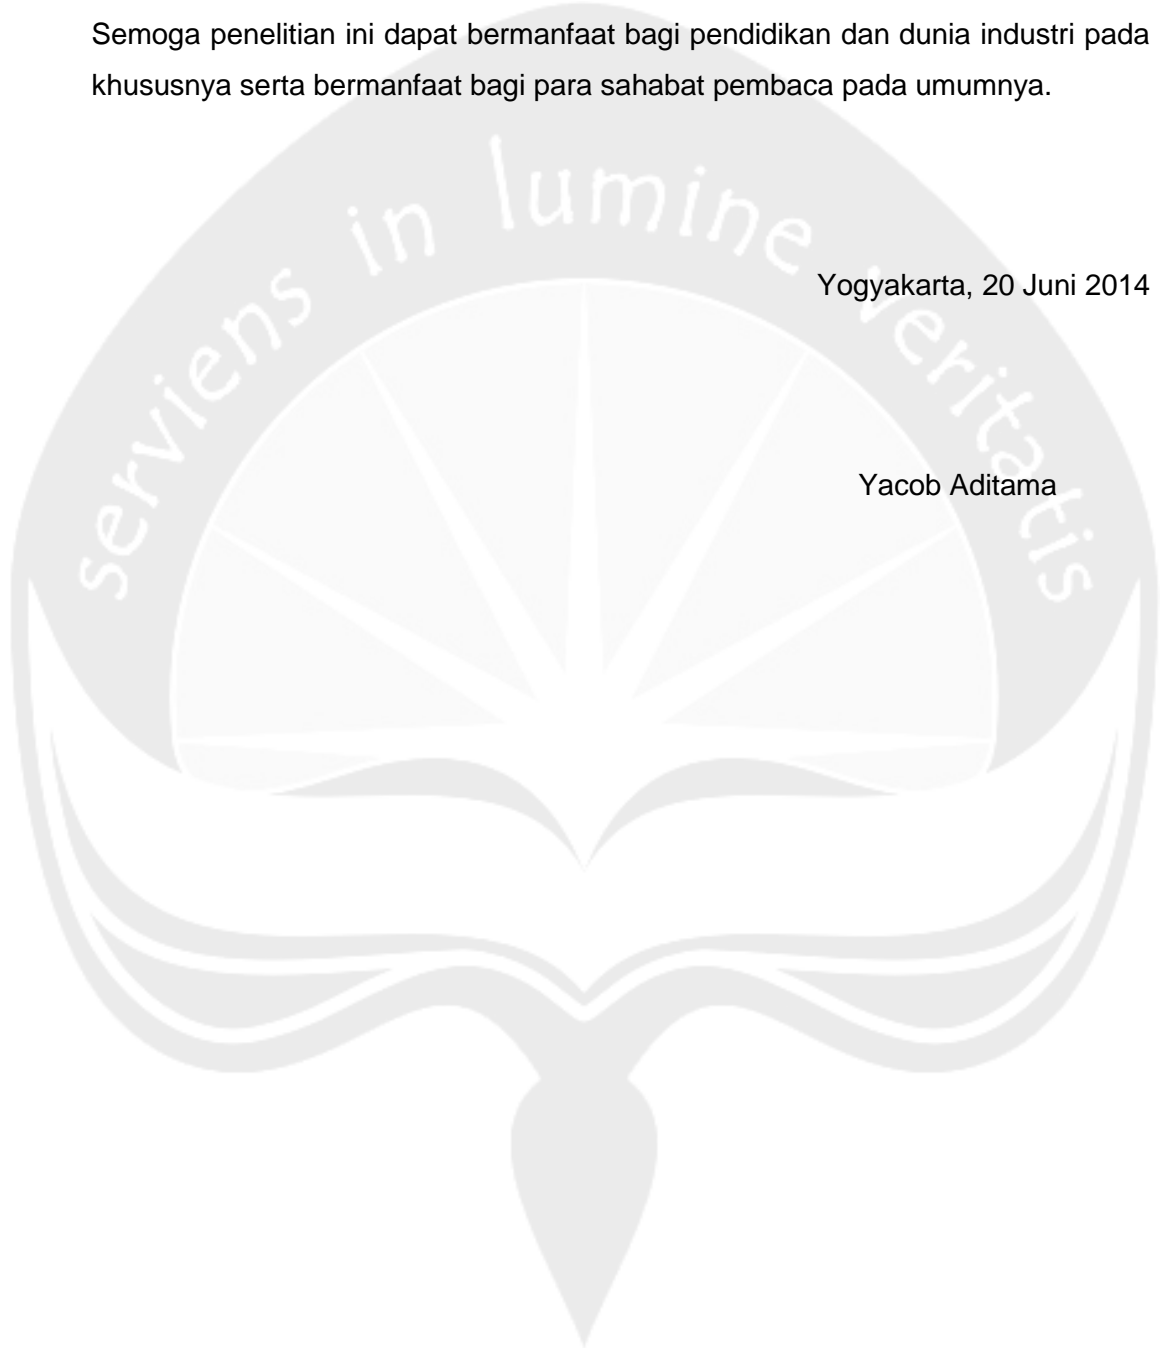 Semoga penelitian ini dapat bermanfaat bagi pendidikan dan dunia industri pada
khususnya serta bermanfaat bagi para sahabat pembaca pada umumnya.
serviens in lumine veritatis
Yogyakarta, 20 Juni 2014
Yacob Aditama